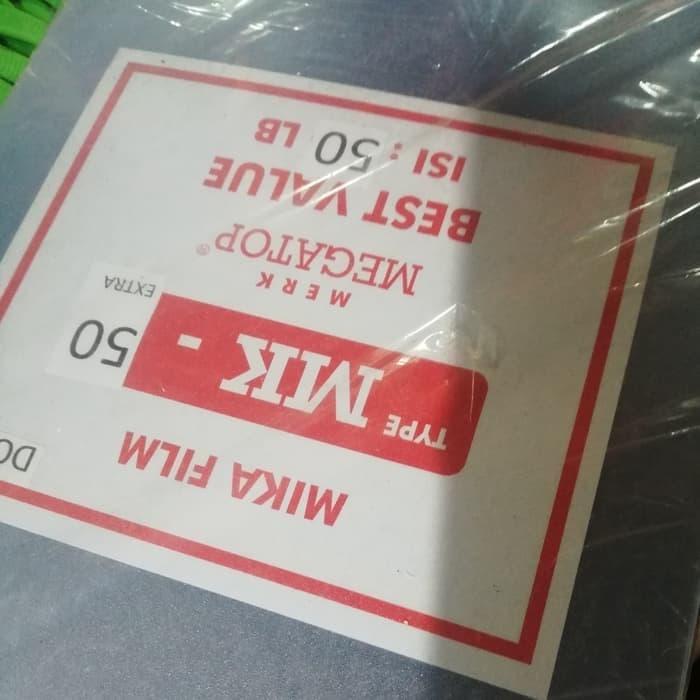 MIKA FILM
TYPE MK - 50
EXTRA
MERK
MEGATOP®
BEST VALUE
ISI : 50 LB